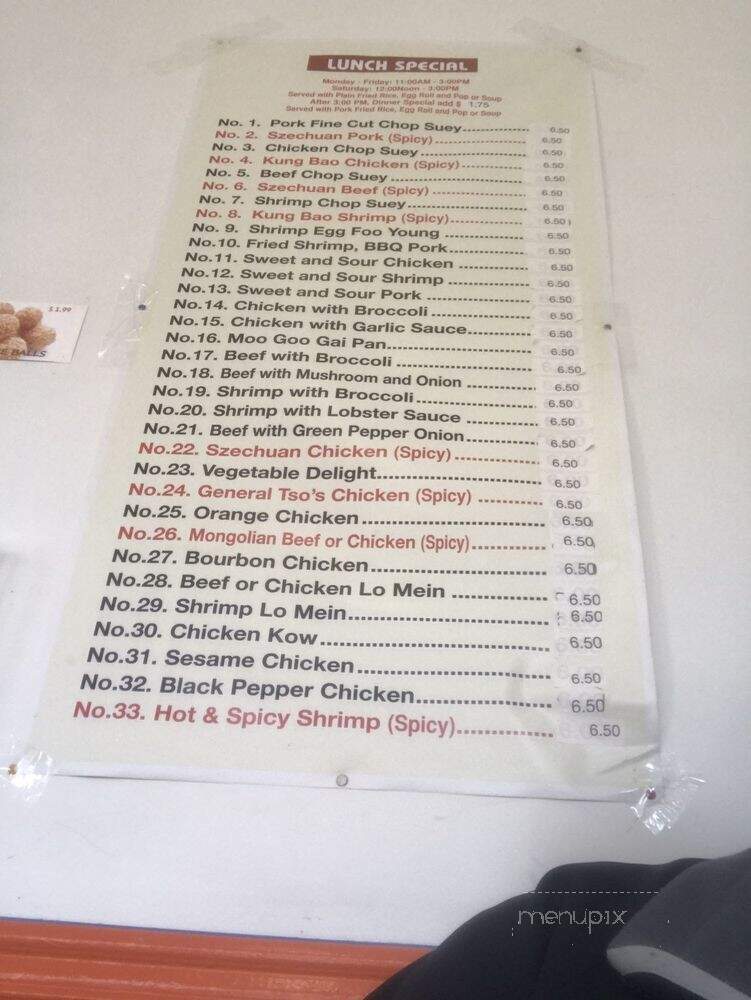 LUNCH SPECIAL
Monday - Friday: 11:00AM - 3:00PM
Saturday: 12:00Noon - 3:00PM
Served with Plain Fried Rice, Egg Roll and Pop or Soup
After 3:00 PM, Dinner Special add $ 1.75
Served with Pork Fried Rice, Egg Roll and Pop or Soup
No. 1. Pork Fine Cut Chop Suey 6.50
No. 2. Szechuan Pork (Spicy) 6.50
No. 3. Chicken Chop Suey 6.50
No. 4. Kung Bao Chicken (Spicy) 6.50
No. 5. Beef Chop Suey 6.50
No. 6. Szechuan Beef (Spicy) 6.50
No. 7. Shrimp Chop Suey 6.50
No. 8. Kung Bao Shrimp (Spicy) 6.50
No. 9. Shrimp Egg Foo Young 6.50
No.10. Fried Shrimp, BBQ Pork 6.50
No.11. Sweet and Sour Chicken 6.50
No.12. Sweet and Sour Shrimp 6.50
No.13. Sweet and Sour Pork 6.50
No.14. Chicken with Broccoli 6.50
No.15. Chicken with Garlic Sauce 6.50
No.16. Moo Goo Gai Pan 6.50
No.17. Beef with Broccoli 6.50
No.18. Beef with Mushroom and Onion 6.50
No.19. Shrimp with Broccoli 6.50
No.20. Shrimp with Lobster Sauce 6.50
No.21. Beef with Green Pepper Onion 6.50
No.22. Szechuan Chicken (Spicy) 6.50
No.23. Vegetable Delight 6.50
No.24. General Tso's Chicken (Spicy) 6.50
No.25. Orange Chicken 6.50
No.26. Mongolian Beef or Chicken (Spicy) 6.50
No.27. Bourbon Chicken 6.50
No.28. Beef or Chicken Lo Mein 6.50
No.29. Shrimp Lo Mein 6.50
No.30. Chicken Kow 6.50
No.31. Sesame Chicken 6.50
No.32. Black Pepper Chicken 6.50
No.33. Hot & Spicy Shrimp (Spicy) 6.50
$ 1.99
BALLS
menupix